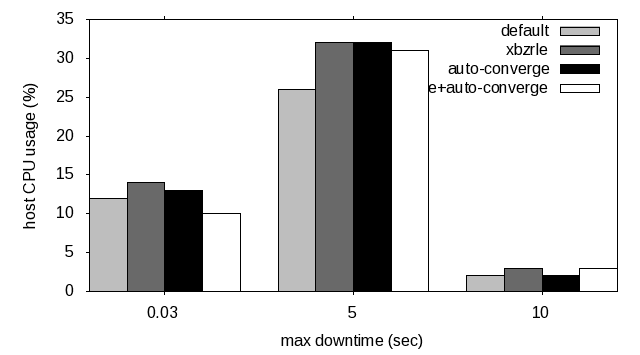 35
30
25
20
15
10
5
0
host CPU usage (%)
default
xbzrle
auto-converge
e+auto-converge
0.03 5 10
max downtime (sec)